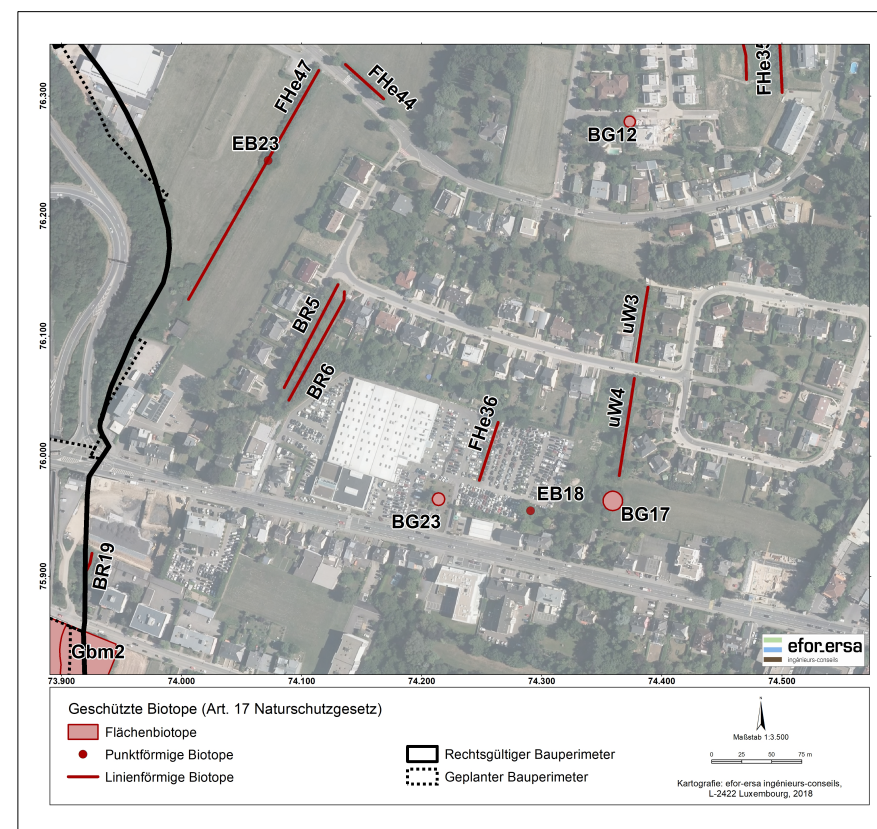 FHe47
FHe44
FHe35
EB23
BG12
BR5
BR6
uW3
uW4
FHe36
BG23
EB18
BG17
BR19
Gbm2
76.300
76.200
76.100
76.000
75.900
73.900
74.000
74.100
74.200
74.300
74.400
74.500
efor-ersa
ingénieurs-conseils
Geschützte Biotope (Art. 17 Naturschutzgesetz)
Flächenbiotope
Punktförmige Biotope
Linienförmige Biotope
Rechtsgültiger Bauperimeter
Geplanter Bauperimeter
N
Maßstab 1:3.500
0 25 50 75 m
Kartografie: efor-ersa ingénieurs-conseils,
L-2422 Luxembourg, 2018